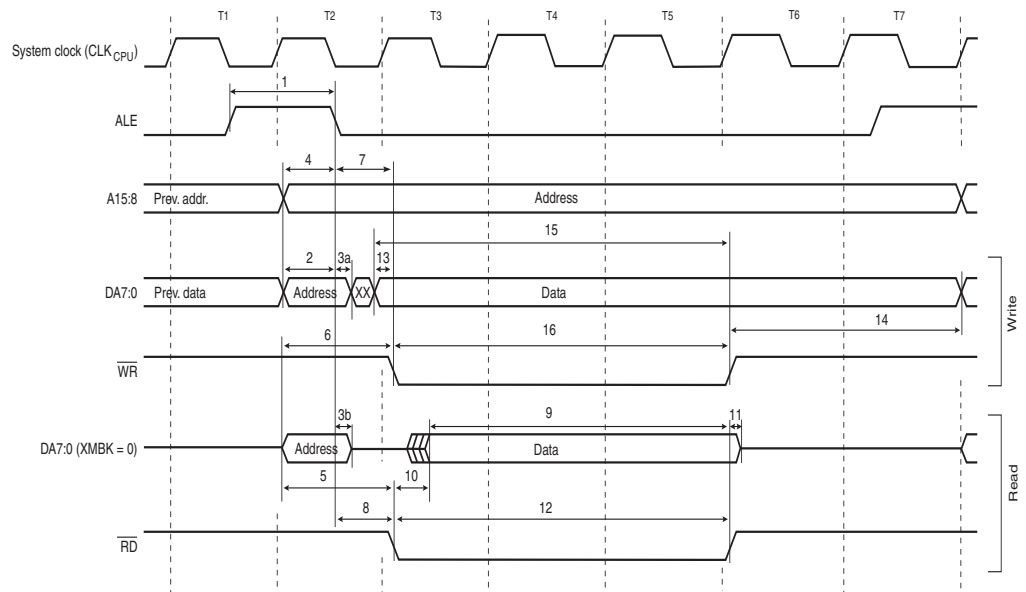 T1 T2 T3 T4 T5 T6 T7
System clock (CLK CPU)
1
ALE
4 7
A15:8 Prev. addr. Address
15
2 3a 13
DA7:0 Prev. data Address XX Data
14
6 16
WR
Write
3b 9 11
DA7:0 (XMBK = 0) Address Data
5 10
8 12
RD
Read